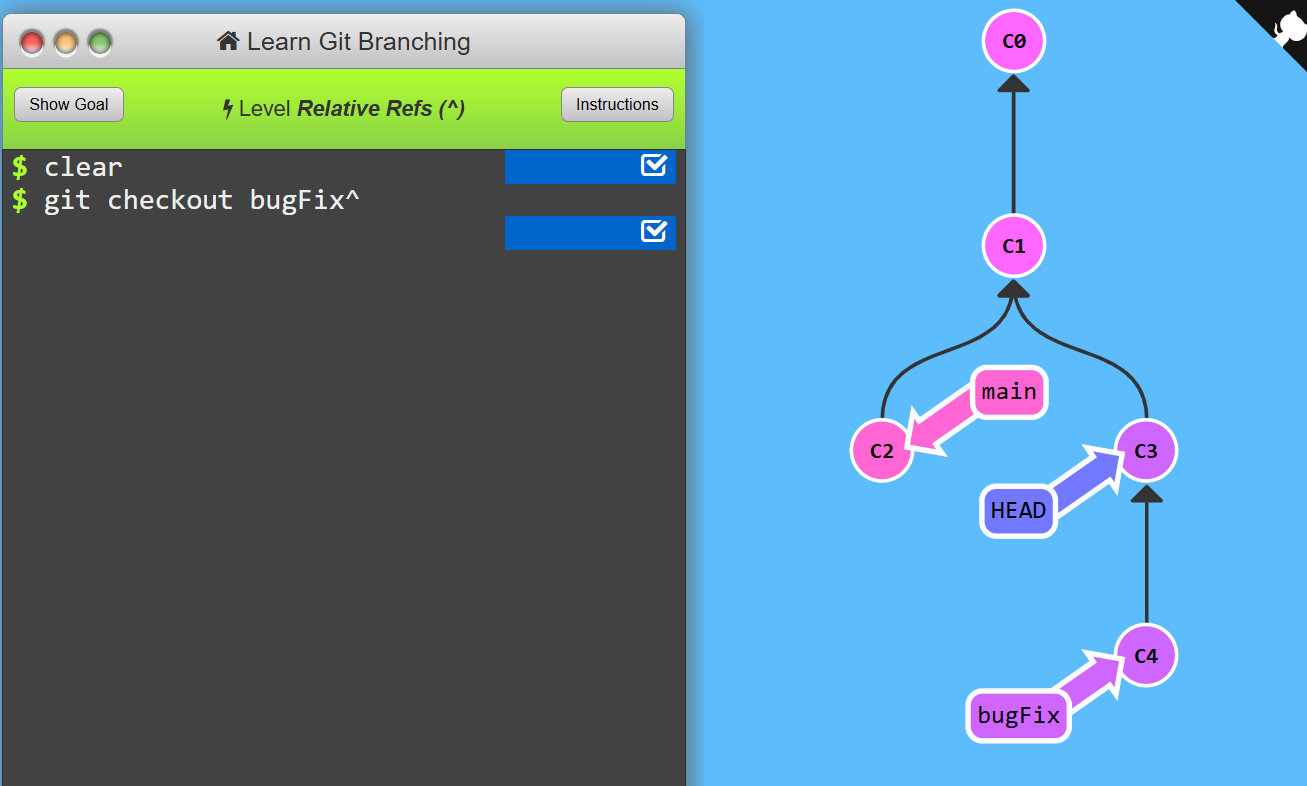 Learn Git Branching
Show Goal
Level Relative Refs (^)
Instructions
$ clear
$ git checkout bugFix^
C0
C1
main
C2
C3
HEAD
C4
bugFix